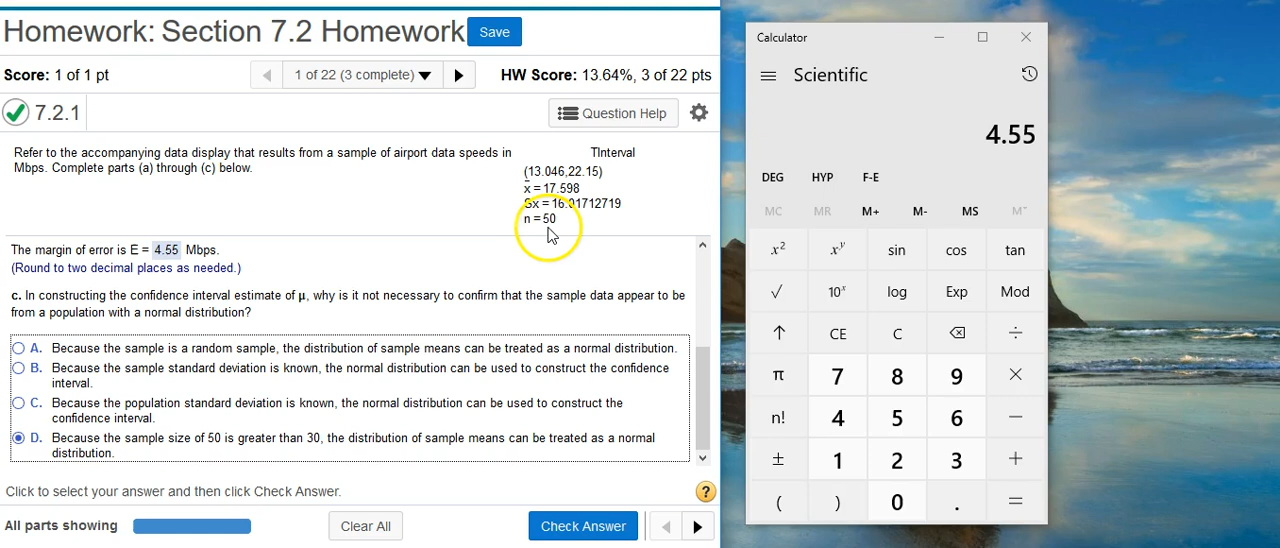 Homework: Section 7.2 Homework Save
Score: 1 of 1 pt 1 of 22 (3 complete) HW Score: 13.64%, 3 of 22 pts
7.2.1 Question Help
Refer to the accompanying data display that results from a sample of airport data speeds in
Mbps. Complete parts (a) through (c) below.
TInterval
(13.046,22.15)
x̄ = 17.598
Sx = 16.01712719
n = 50
The margin of error is E = 4.55 Mbps.
(Round to two decimal places as needed.)
c. In constructing the confidence interval estimate of μ, why is it not necessary to confirm that the sample data appear to be
from a population with a normal distribution?
A. Because the sample is a random sample, the distribution of sample means can be treated as a normal distribution.
B. Because the sample standard deviation is known, the normal distribution can be used to construct the confidence
interval.
C. Because the population standard deviation is known, the normal distribution can be used to construct the
confidence interval.
D. Because the sample size of 50 is greater than 30, the distribution of sample means can be treated as a normal
distribution.
Click to select your answer and then click Check Answer. ?
All parts showing Clear All Check Answer
Calculator
Scientific
4.55
DEG HYP F-E
MC MR M+ M- MS M˅
x² xʸ sin cos tan
√ 10ˣ log Exp Mod
↑ CE C ⌫ ÷
π 7 8 9 ×
n! 4 5 6 −
± 1 2 3 +
( ) 0 . =